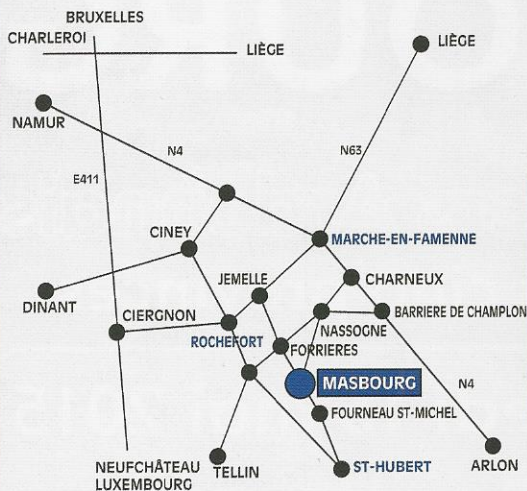 BRUXELLES
CHARLEROI
LIÈGE
LIÈGE
NAMUR
N4
N63
E411
CINEY
MARCHE-EN-FAMENNE
JEMELLE
CHARNEUX
DINANT
CIERGNON
BARRIERE DE CHAMPLON
NASSOGNE
ROCHEFORT
FORRIERES
MASBOURG
N4
FOURNEAU ST-MICHEL
NEUFCHÂTEAU
LUXEMBOURG
TELLIN
ST-HUBERT
ARLON